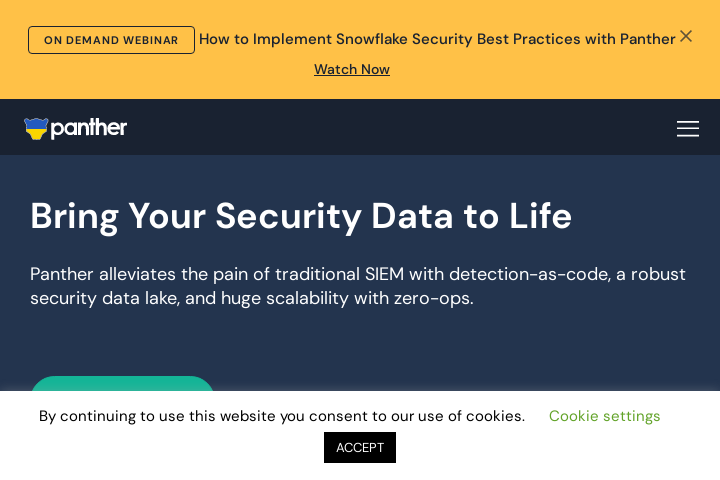 ON DEMAND WEBINAR How to Implement Snowflake Security Best Practices with Panther
Watch Now
panther
Bring Your Security Data to Life
Panther alleviates the pain of traditional SIEM with detection-as-code, a robust
security data lake, and huge scalability with zero-ops.
By continuing to use this website you consent to our use of cookies. Cookie settings
ACCEPT